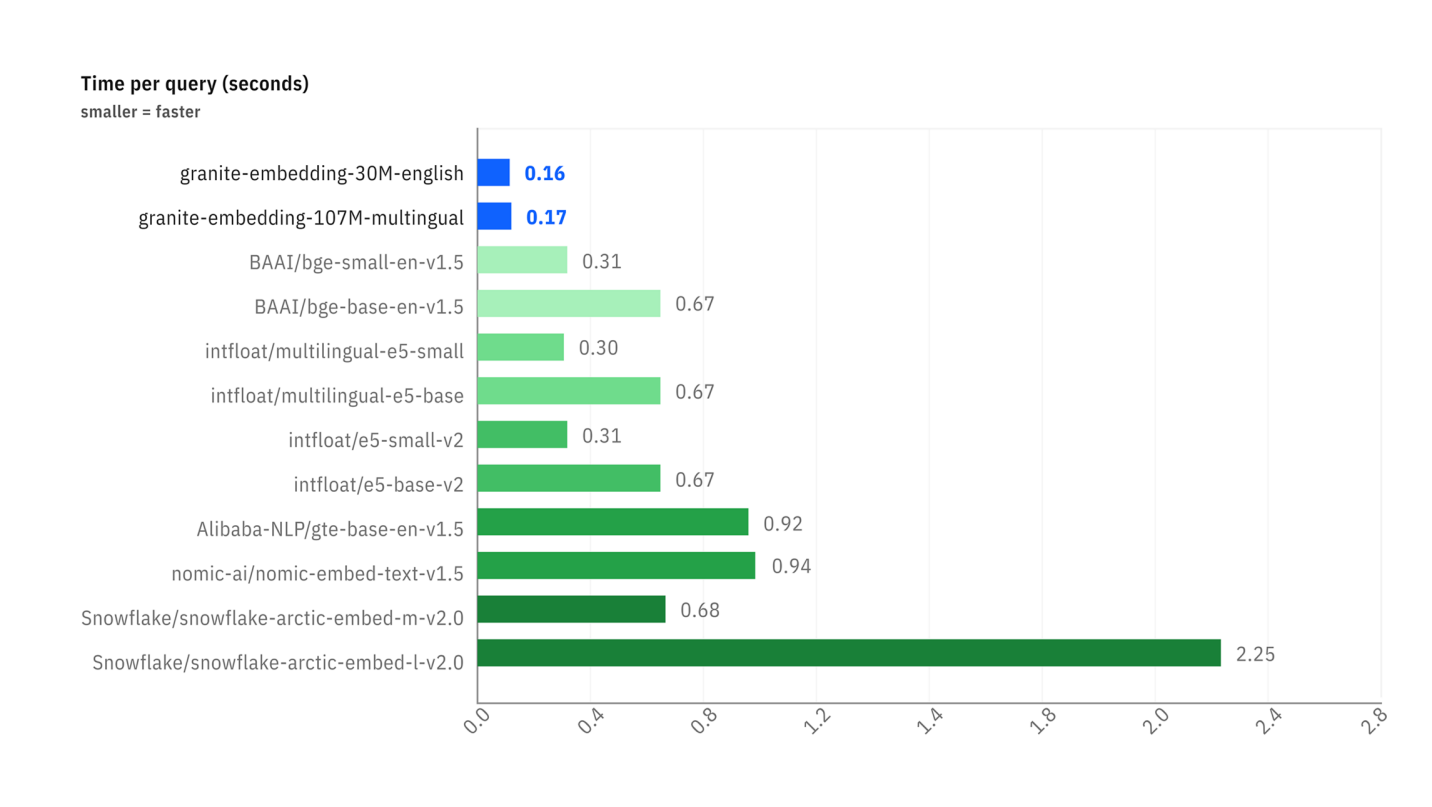 Time per query (seconds)
smaller = faster
granite-embedding-30M-english 0.16
granite-embedding-107M-multingual 0.17
BAAI/bge-small-en-v1.5 0.31
BAAI/bge-base-en-v1.5 0.67
intfloat/multilingual-e5-small 0.30
intfloat/multilingual-e5-base 0.67
intfloat/e5-small-v2 0.31
intfloat/e5-base-v2 0.67
Alibaba-NLP/gte-base-en-v1.5 0.92
nomic-ai/nomic-embed-text-v1.5 0.94
Snowflake/snowflake-arctic-embed-m-v2.0 0.68
Snowflake/snowflake-arctic-embed-l-v2.0 2.25
0.0 0.4 0.8 1.2 1.4 1.8 2.0 2.4 2.8